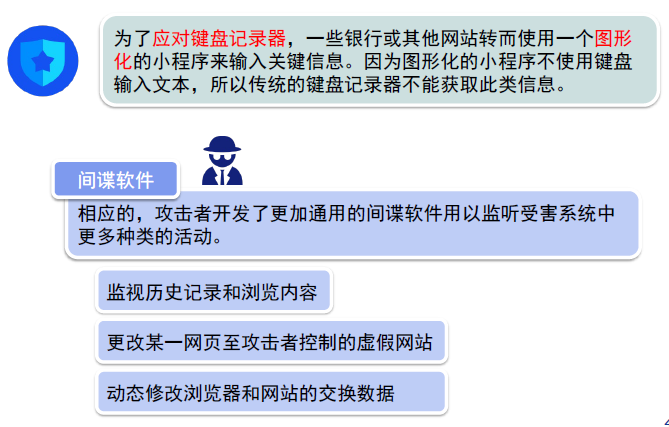 为了应对键盘记录器，一些银行或其他网站转而使用一个图形
化的小程序来输入关键信息。因为图形化的小程序不使用键盘
输入文本，所以传统的键盘记录器不能获取此类信息。
间谍软件
相应的，攻击者开发了更加通用的间谍软件用以监听受害系统中
更多种类的活动。
监视历史记录和浏览内容
更改某一网页至攻击者控制的虚假网站
动态修改浏览器和网站的交换数据